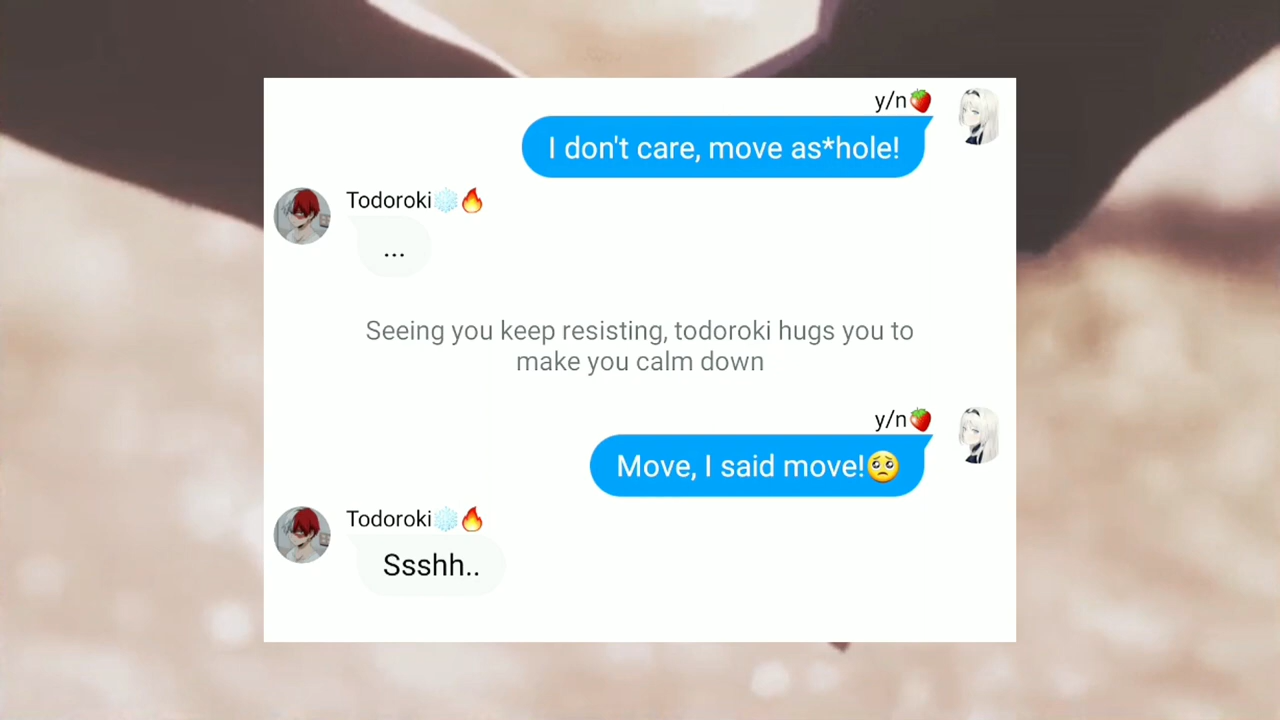 y/n🍓
I don't care, move as*hole!
Todoroki❄️🔥
...
Seeing you keep resisting, todoroki hugs you to
make you calm down
y/n🍓
Move, I said move!🥺
Todoroki❄️🔥
Ssshh..